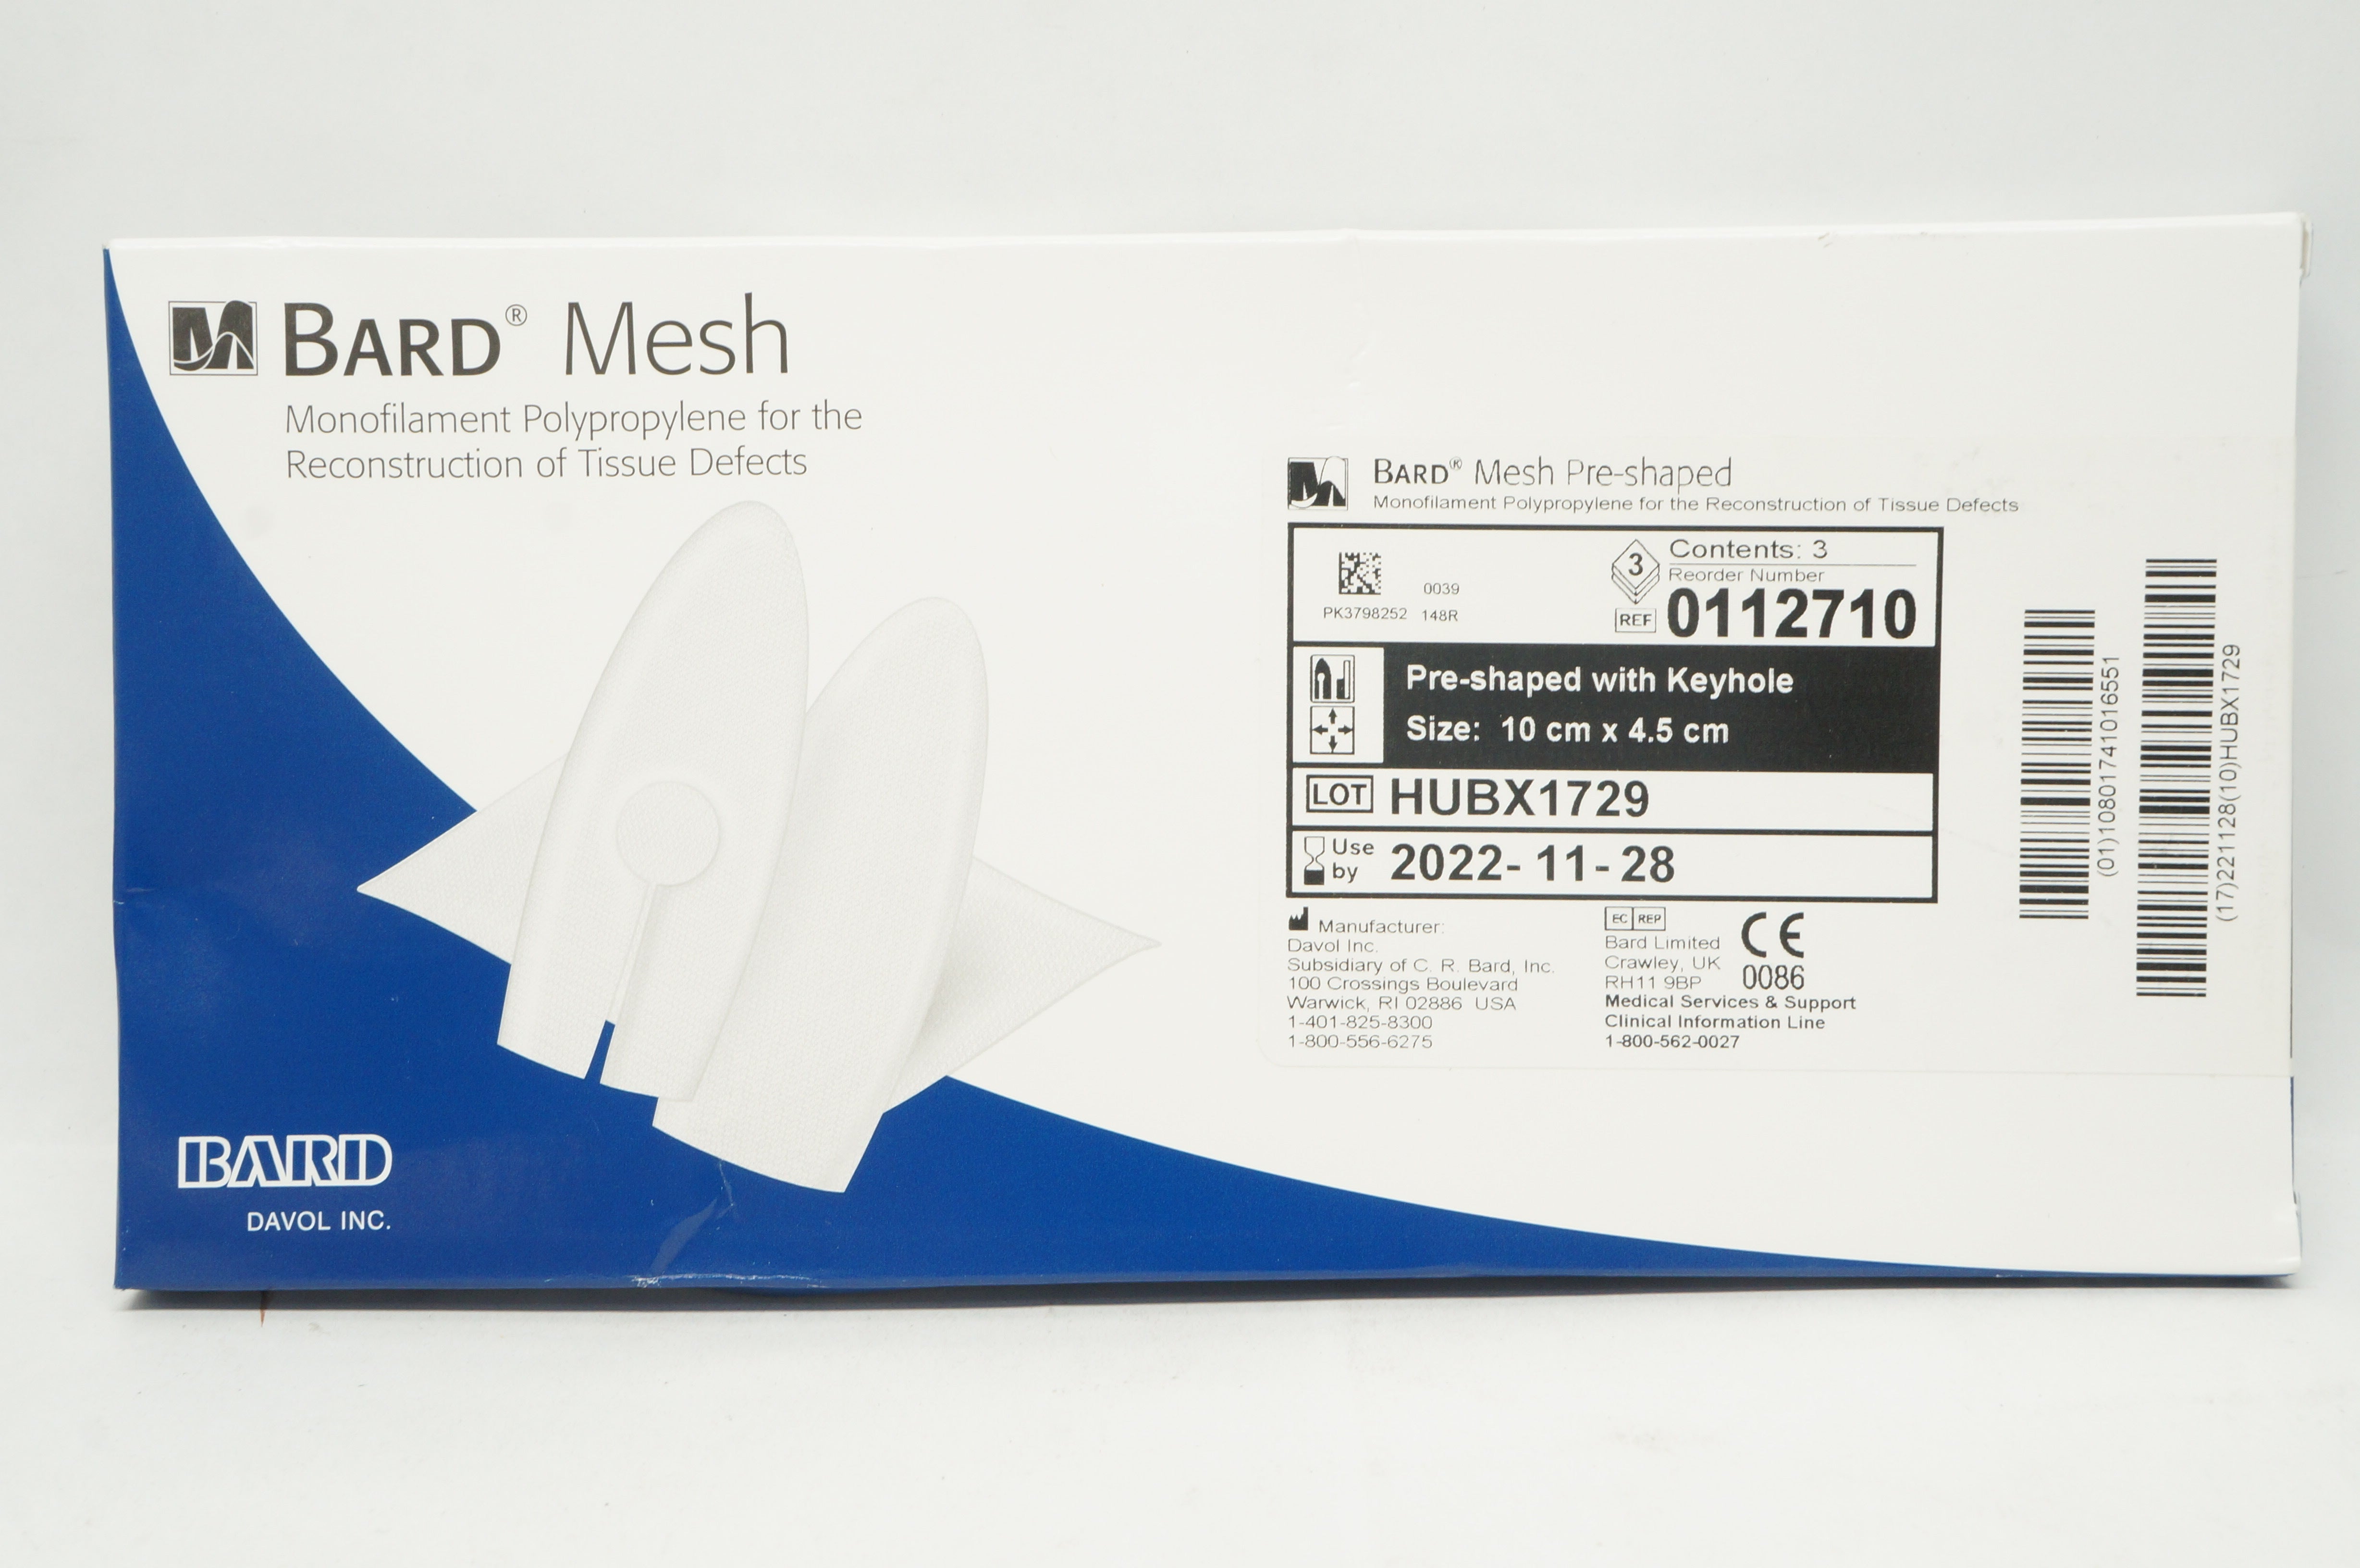 BARD® Mesh
Monofilament Polypropylene for the
Reconstruction of Tissue Defects
BARD
DAVOL INC.
BARD® Mesh Pre-shaped
Monofilament Polypropylene for the Reconstruction of Tissue Defects
3 Contents: 3
Reorder Number
REF 0112710
0039
PK3798252 148R
Pre-shaped with Keyhole
Size: 10 cm x 4.5 cm
LOT HUBX1729
Use
by 2022-11-28
Manufacturer:
Davol Inc.
Subsidiary of C. R. Bard, Inc.
100 Crossings Boulevard
Warwick, RI 02886 USA
1-401-825-8300
1-800-556-6275
EC REP
Bard Limited
Crawley, UK
RH11 9BP
CE
0086
Medical Services & Support
Clinical Information Line
1-800-562-0027
(01)10801741016551
(17)221128(10)HUBX1729